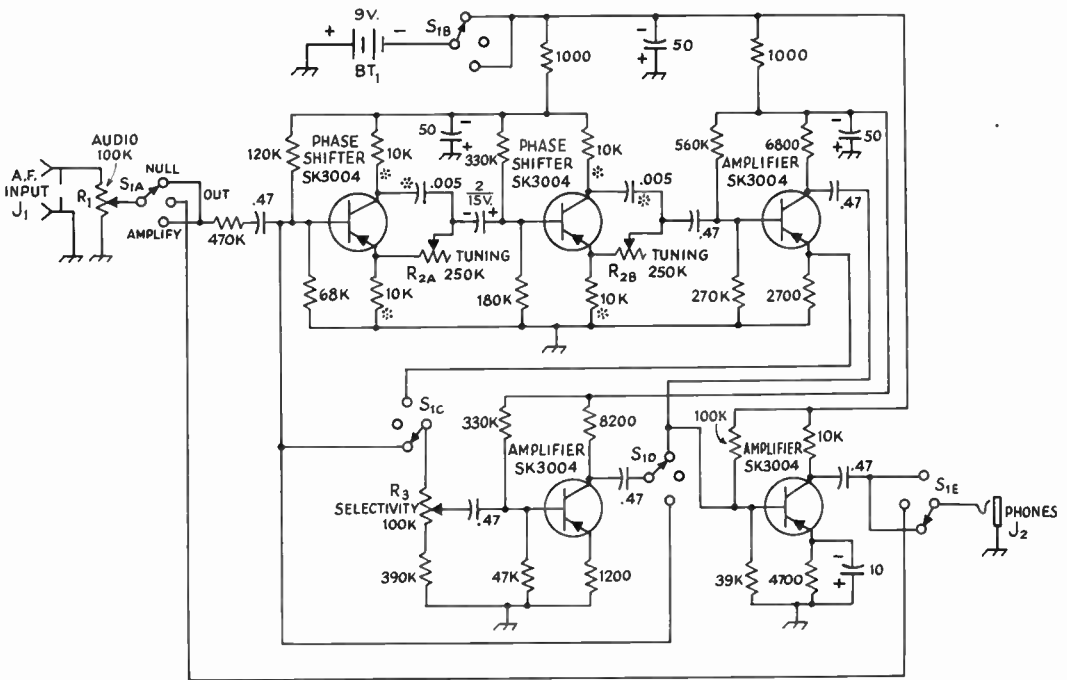 9V.
+ -
BT1
S1B
1000
-
50
+
1000
AUDIO
100K
A.F.
INPUT
J1
R1
S1A
NULL
OUT
AMPLIFY
470K
.47
120K
PHASE
SHIFTER
SK3004
10K
50
-
+
.005
2
15V.
- +
R2A
TUNING
250K
68K
10K
330K
PHASE
SHIFTER
SK3004
10K
.005
R2B
TUNING
250K
180K
10K
.47
560K
AMPLIFIER
SK3004
6800
-
50
+
.47
270K
2700
S1C
R3
SELECTIVITY
100K
390K
.47
330K
8200
AMPLIFIER
SK3004
.47
47K
1200
S1D
100K
AMPLIFIER
SK3004
10K
.47
39K
4700
-
10
+
S1E
PHONES
J2